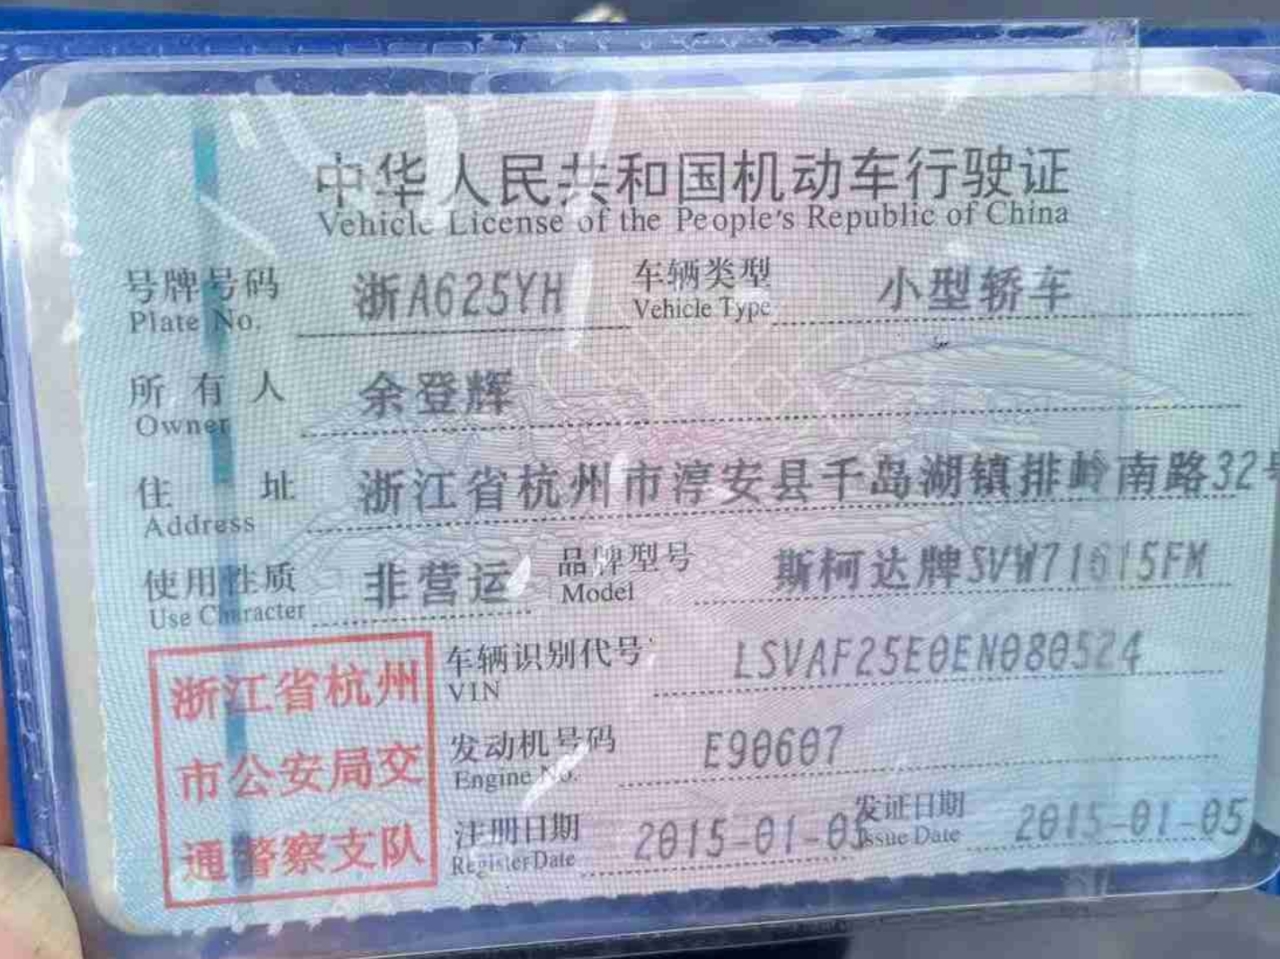 中华人民共和国机动车行驶证
Vehicle License of the People's Republic of China
号牌号码 浙A625YH 车辆类型 小型轿车
Plate No. Vehicle Type
所有人 余登辉
Owner
住址 浙江省杭州市淳安县千岛湖镇排岭南路32号
Address
使用性质 非营运 品牌型号 斯柯达牌SVW71615FM
Use Character Model
浙江省杭州 车辆识别代号 LSVAF25E0EN080524
VIN
市公安局交 发动机号码 E90607
Engine No.
通警察支队 注册日期 2015-01-05 发证日期 2015-01-05
Register Date Issue Date